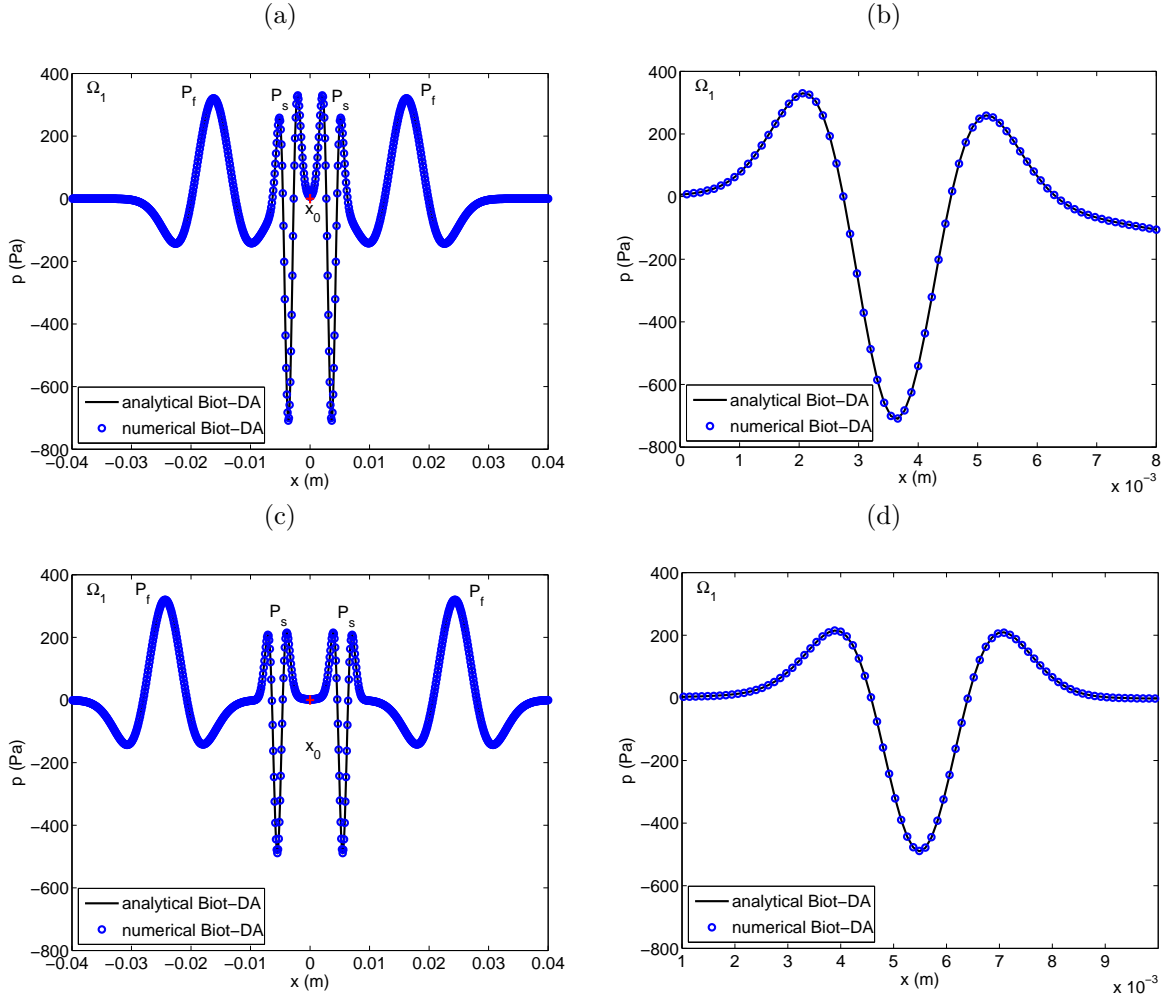 (a)
400
200
0
−200
−400
−600
−800
p (Pa)
Ω1
Pf
Ps
Ps
Pf
x0
analytical Biot−DA
numerical Biot−DA
−0.04 −0.03 −0.02 −0.01 0 0.01 0.02 0.03 0.04
x (m)
(b)
400
200
0
−200
−400
−600
−800
p (Pa)
Ω1
analytical Biot−DA
numerical Biot−DA
0 1 2 3 4 5 6 7 8
x (m)
x 10−3
(c)
400
200
0
−200
−400
−600
−800
p (Pa)
Ω1
Pf
Ps
Ps
Pf
x0
analytical Biot−DA
numerical Biot−DA
−0.04 −0.03 −0.02 −0.01 0 0.01 0.02 0.03 0.04
x (m)
(d)
400
200
0
−200
−400
−600
−800
p (Pa)
Ω1
analytical Biot−DA
numerical Biot−DA
1 2 3 4 5 6 7 8 9
x (m)
x 10−3